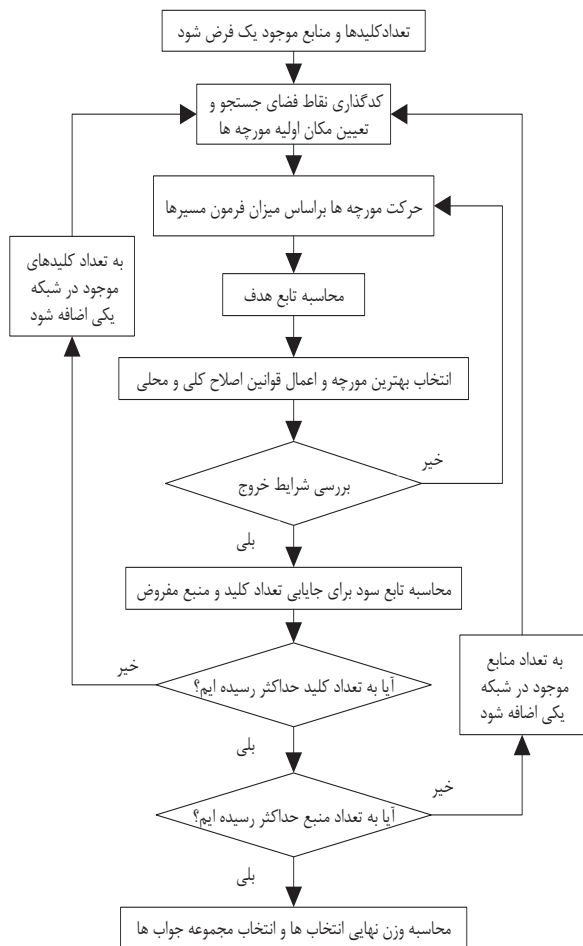 تعدادکلیدها و منابع موجود یک فرض شود
کدگذاری نقاط فضای جستجو و
تعیین مکان اولیه مورچه ها
حرکت مورچه ها براساس میزان فرمون مسیرها
به تعداد کلیدهای
موجود در شبکه
یکی اضافه شود
محاسبه تابع هدف
انتخاب بهترین مورچه و اعمال قوانین اصلاح کلی و محلی
خیر
بررسی شرایط خروج
بلی
محاسبه تابع سود برای جایابی تعداد کلید و منبع مفروض
به تعداد منابع
موجود در شبکه
یکی اضافه شود
خیر
آیا به تعداد کلید حداکثر رسیده ایم؟
بلی
خیر
آیا به تعداد منبع حداکثر رسیده ایم؟
بلی
محاسبه وزن نهایی انتخاب ها و انتخاب مجموعه جواب ها